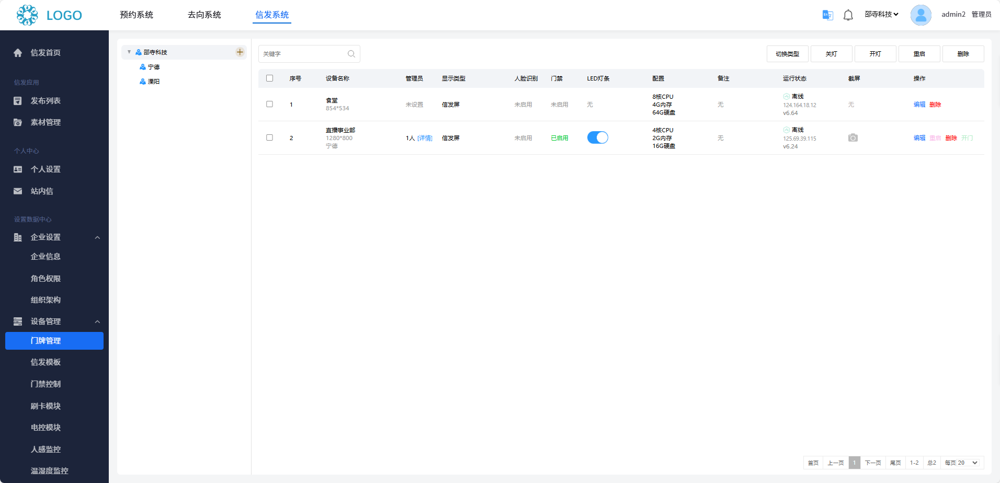 LOGO
预约系统
去向系统
信发系统
邵寺科技
admin2 管理员
信发首页
信发应用
发布列表
素材管理
个人中心
个人设置
站内信
设置数据中心
企业设置
企业信息
角色权限
组织架构
设备管理
门牌管理
信发模板
门禁控制
刷卡模块
电控模块
人感监控
温湿度监控
邵寺科技
宁德
溧阳
关键字
切换类型 关灯 开灯 重启 删除
序号 设备名称 管理员 显示类型 人脸识别 门禁 LED灯条 配置 备注 运行状态 截屏 操作
1
食堂
854*534
未设置
信发屏
未启用
未启用
无
8核CPU
4G内存
64G硬盘
无
离线
124.164.18.12
v6.64
无
编辑 删除
2
直播事业部
1280*800
宁德
1人 [详情]
信发屏
未启用
已启用
4核CPU
2G内存
16G硬盘
无
离线
125.69.39.115
v6.24
编辑 重启 删除 开门
首页 上一页 1 下一页 尾页 1-2 总2 每页 20